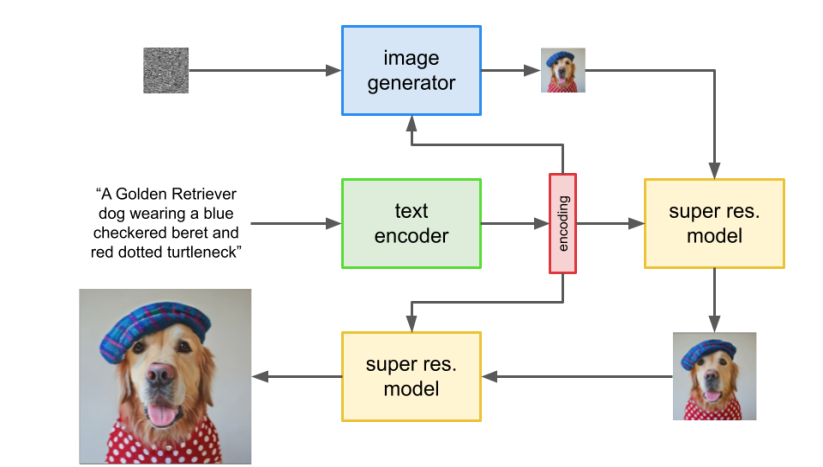 image
generator
“A Golden Retriever
dog wearing a blue
checkered beret and
red dotted turtleneck”
text
encoder
encoding
super res.
model
super res.
model